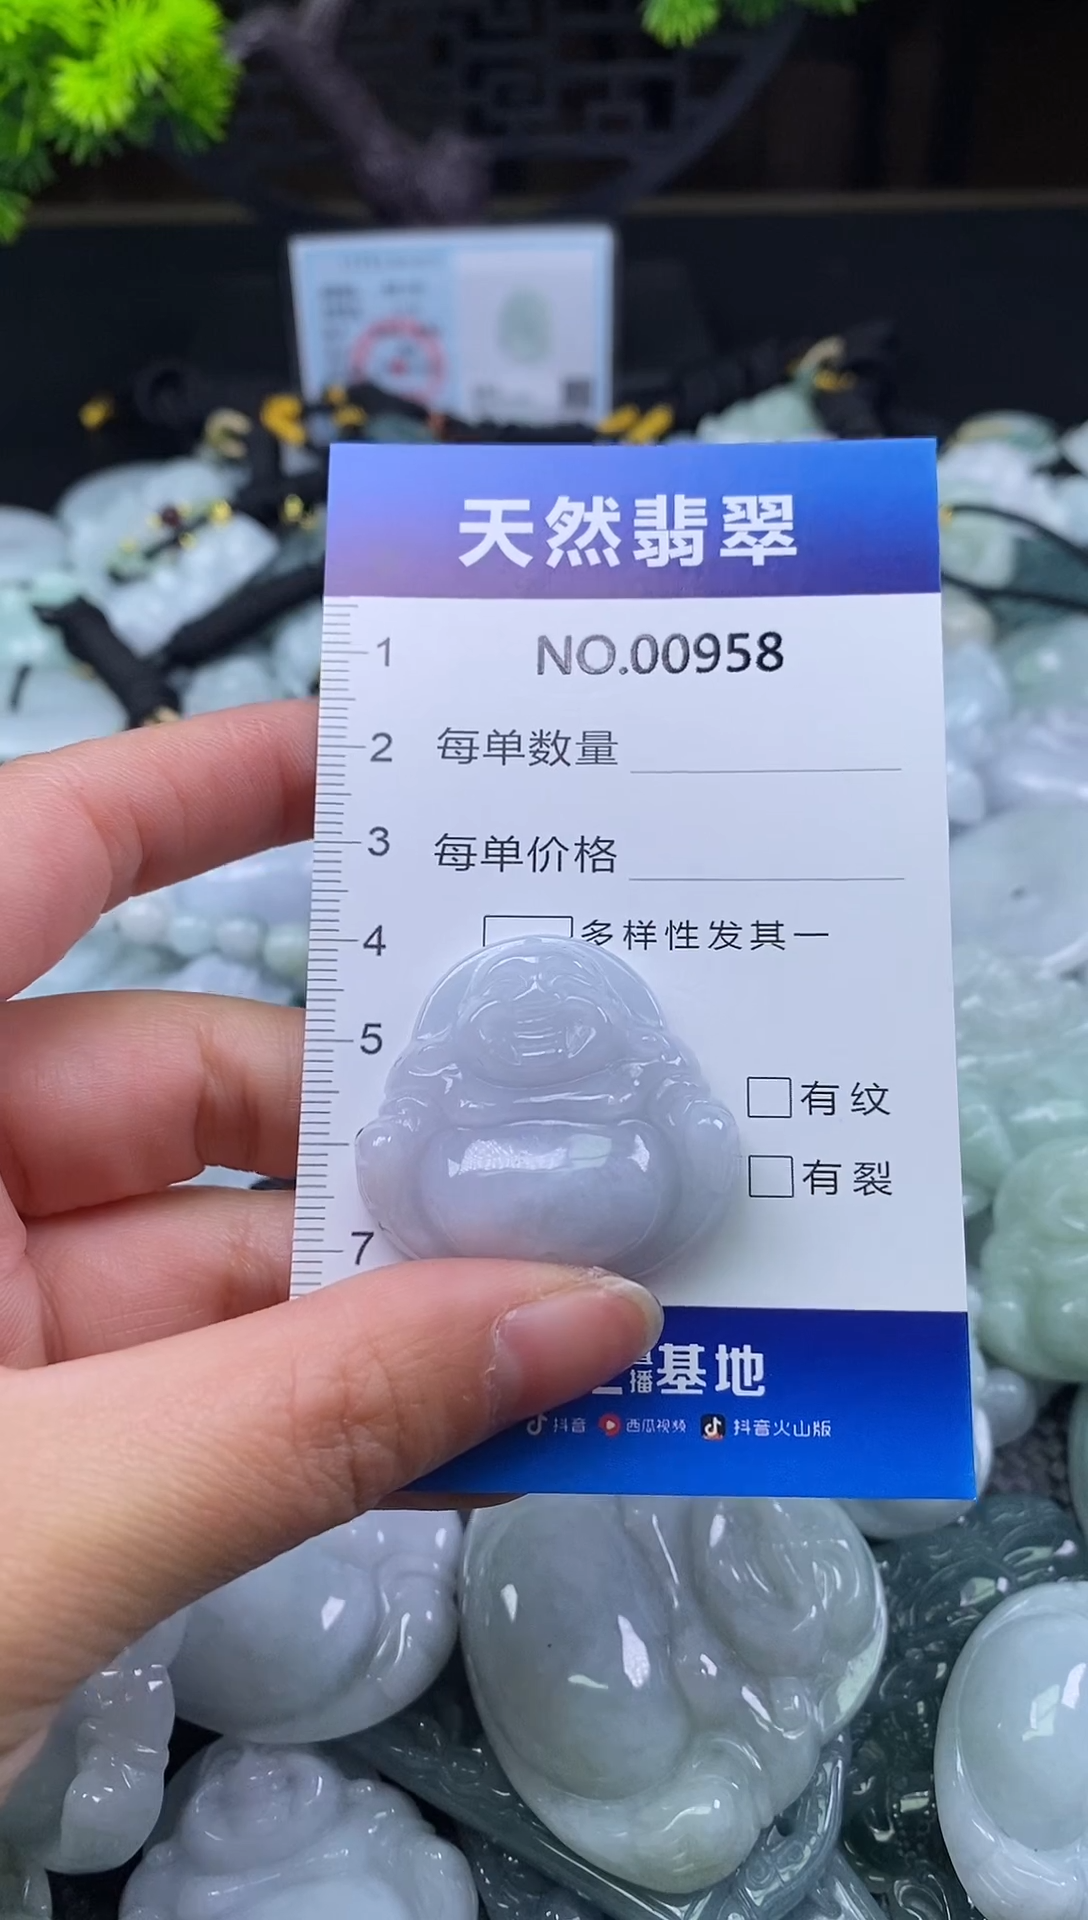 天然翡翠
NO.00958
1
2
每单数量
3
每单价格
4
多样性发其一
5
有纹
有裂
7
播基地
抖音 西瓜视频 抖音火山版